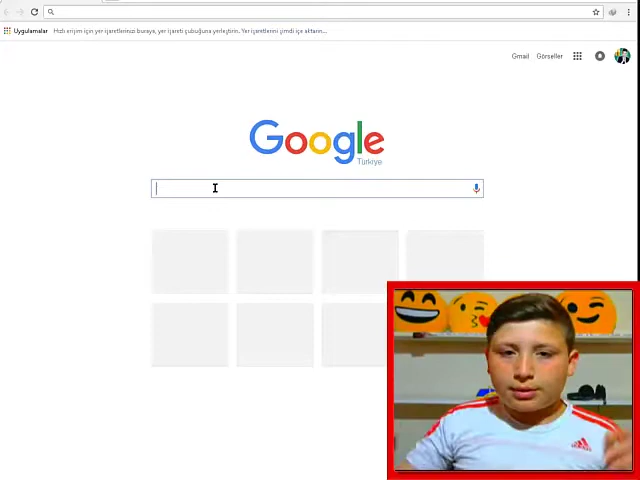 Uygulamalar Hızlı erişim için yer işaretlerinizi buraya, yer işareti çubuğuna yerleştirin. Yer işaretlerini şimdi içe aktarın...
Gmail Görseller
Google
Türkiye
adidas